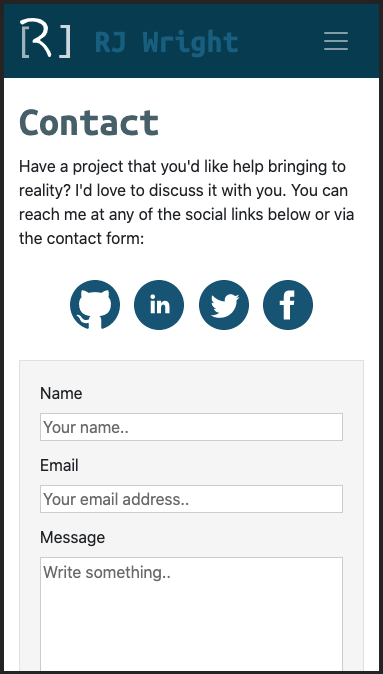 [R] RJ Wright
Contact
Have a project that you'd like help bringing to
reality? I'd love to discuss it with you. You can
reach me at any of the social links below or via
the contact form:
in f
Name
Your name..
Email
Your email address..
Message
Write something..